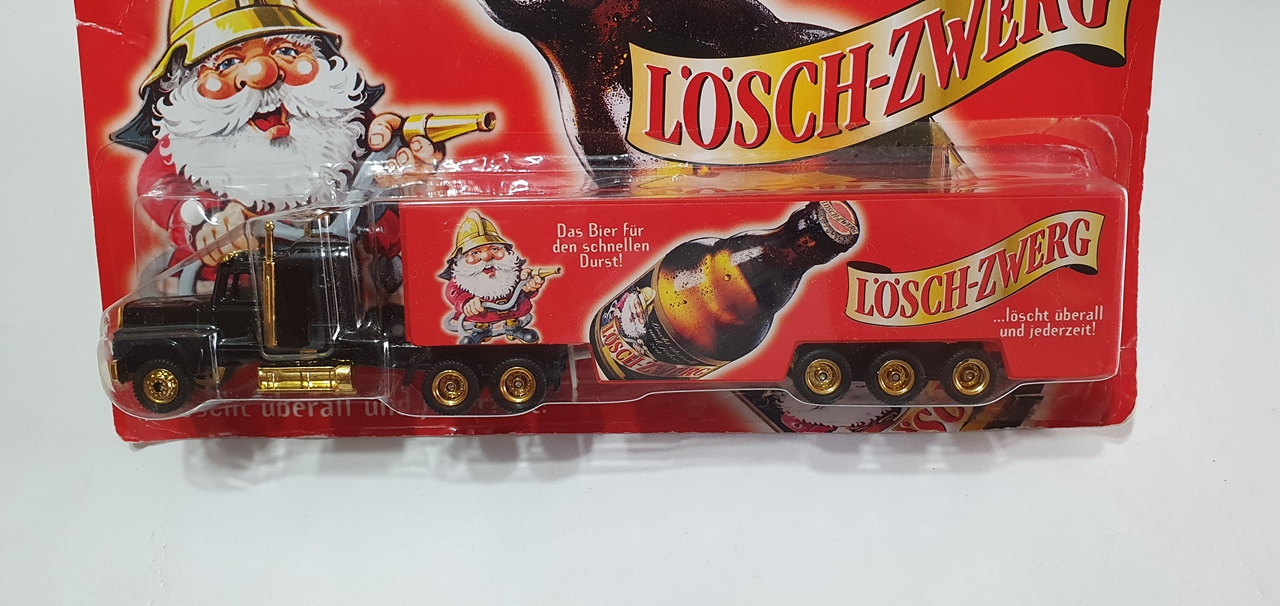 LÖSCH-ZWERG
Das Bier für
den schnellen
Durst!
LÖSCH-ZWERG
...löscht überall
und jederzeit!
LÖSCH-ZWERG
überall und